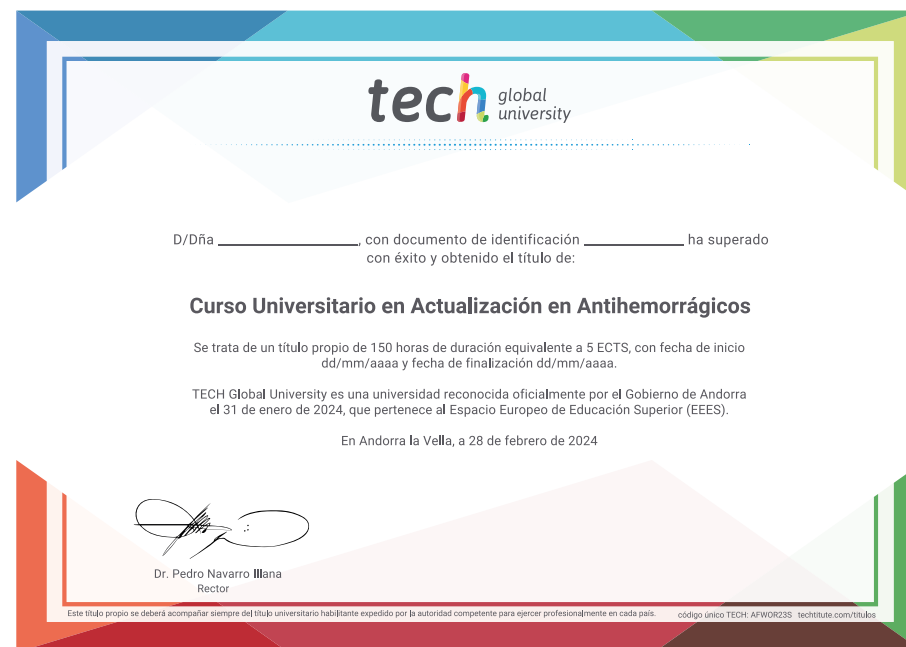 tech global university
D/Dña ____________________, con documento de identificación ______________ ha superado
con éxito y obtenido el título de:
Curso Universitario en Actualización en Antihemorrágicos
Se trata de un título propio de 150 horas de duración equivalente a 5 ECTS, con fecha de inicio
dd/mm/aaaa y fecha de finalización dd/mm/aaaa.
TECH Global University es una universidad reconocida oficialmente por el Gobierno de Andorra
el 31 de enero de 2024, que pertenece al Espacio Europeo de Educación Superior (EEES).
En Andorra la Vella, a 28 de febrero de 2024
Dr. Pedro Navarro Illana
Rector
Este título propio se deberá acompañar siempre del título universitario habilitante expedido por la autoridad competente para ejercer profesionalmente en cada país.
código único TECH: AFWOR23S techtitute.com/titulos